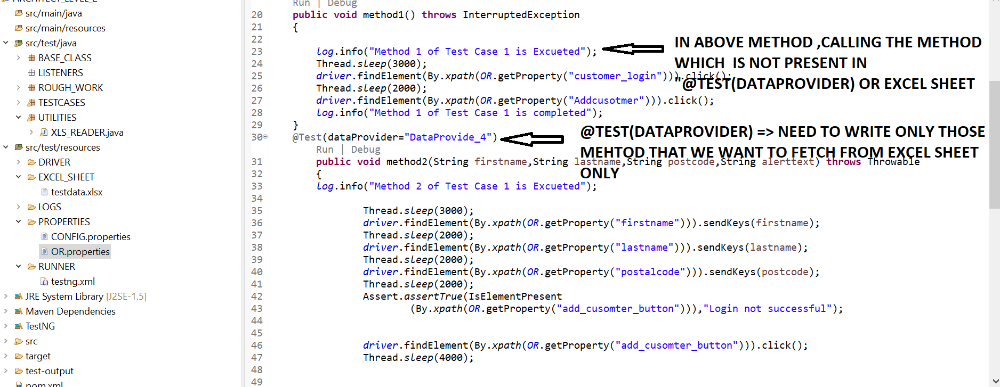 ARCHITECT_LEVEL_2
src/main/java
src/main/resources
src/test/java
BASE_CLASS
LISTENERS
ROUGH_WORK
TESTCASES
UTILITIES
XLS_READER.java
src/test/resources
DRIVER
EXCEL_SHEET
testdata.xlsx
LOGS
PROPERTIES
CONFIG.properties
OR.properties
RUNNER
testng.xml
JRE System Library [J2SE-1.5]
Maven Dependencies
TestNG
src
target
test-output
pom.xml
Run | Debug
20 public void method1() throws InterruptedException
21 {
22
23 log.info("Method 1 of Test Case 1 is Excueted");
24 Thread.sleep(3000);
25 driver.findElement(By.xpath(OR.getProperty("customer_login"))).click();
26 Thread.sleep(2000);
27 driver.findElement(By.xpath(OR.getProperty("Addcusotmer"))).click();
28 log.info("Method 1 of Test Case 1 is completed");
29 }
30 @Test(dataProvider="DataProvide_4")
Run | Debug
31 public void method2(String firstname,String lastname,String postcode,String alerttext) throws Throwable
32 {
33 log.info("Method 2 of Test Case 1 is Excueted");
34
35 Thread.sleep(3000);
36 driver.findElement(By.xpath(OR.getProperty("firstname"))).sendKeys(firstname);
37 Thread.sleep(2000);
38 driver.findElement(By.xpath(OR.getProperty("lastname"))).sendKeys(lastname);
39 Thread.sleep(2000);
40 driver.findElement(By.xpath(OR.getProperty("postalcode"))).sendKeys(postcode);
41 Thread.sleep(2000);
42 Assert.assertTrue(IsElementPresent
43 (By.xpath(OR.getProperty("add_cusomter_button"))),"Login not successful");
44
45
46 driver.findElement(By.xpath(OR.getProperty("add_cusomter_button"))).click();
47 Thread.sleep(4000);
48
49
IN ABOVE METHOD ,CALLING THE METHOD
WHICH IS NOT PRESENT IN
"@TEST(DATAPROVIDER) OR EXCEL SHEET
@TEST(DATAPROVIDER) => NEED TO WRITE ONLY THOSE
MEHTOD THAT WE WANT TO FETCH FROM EXCEL SHEET
ONLY